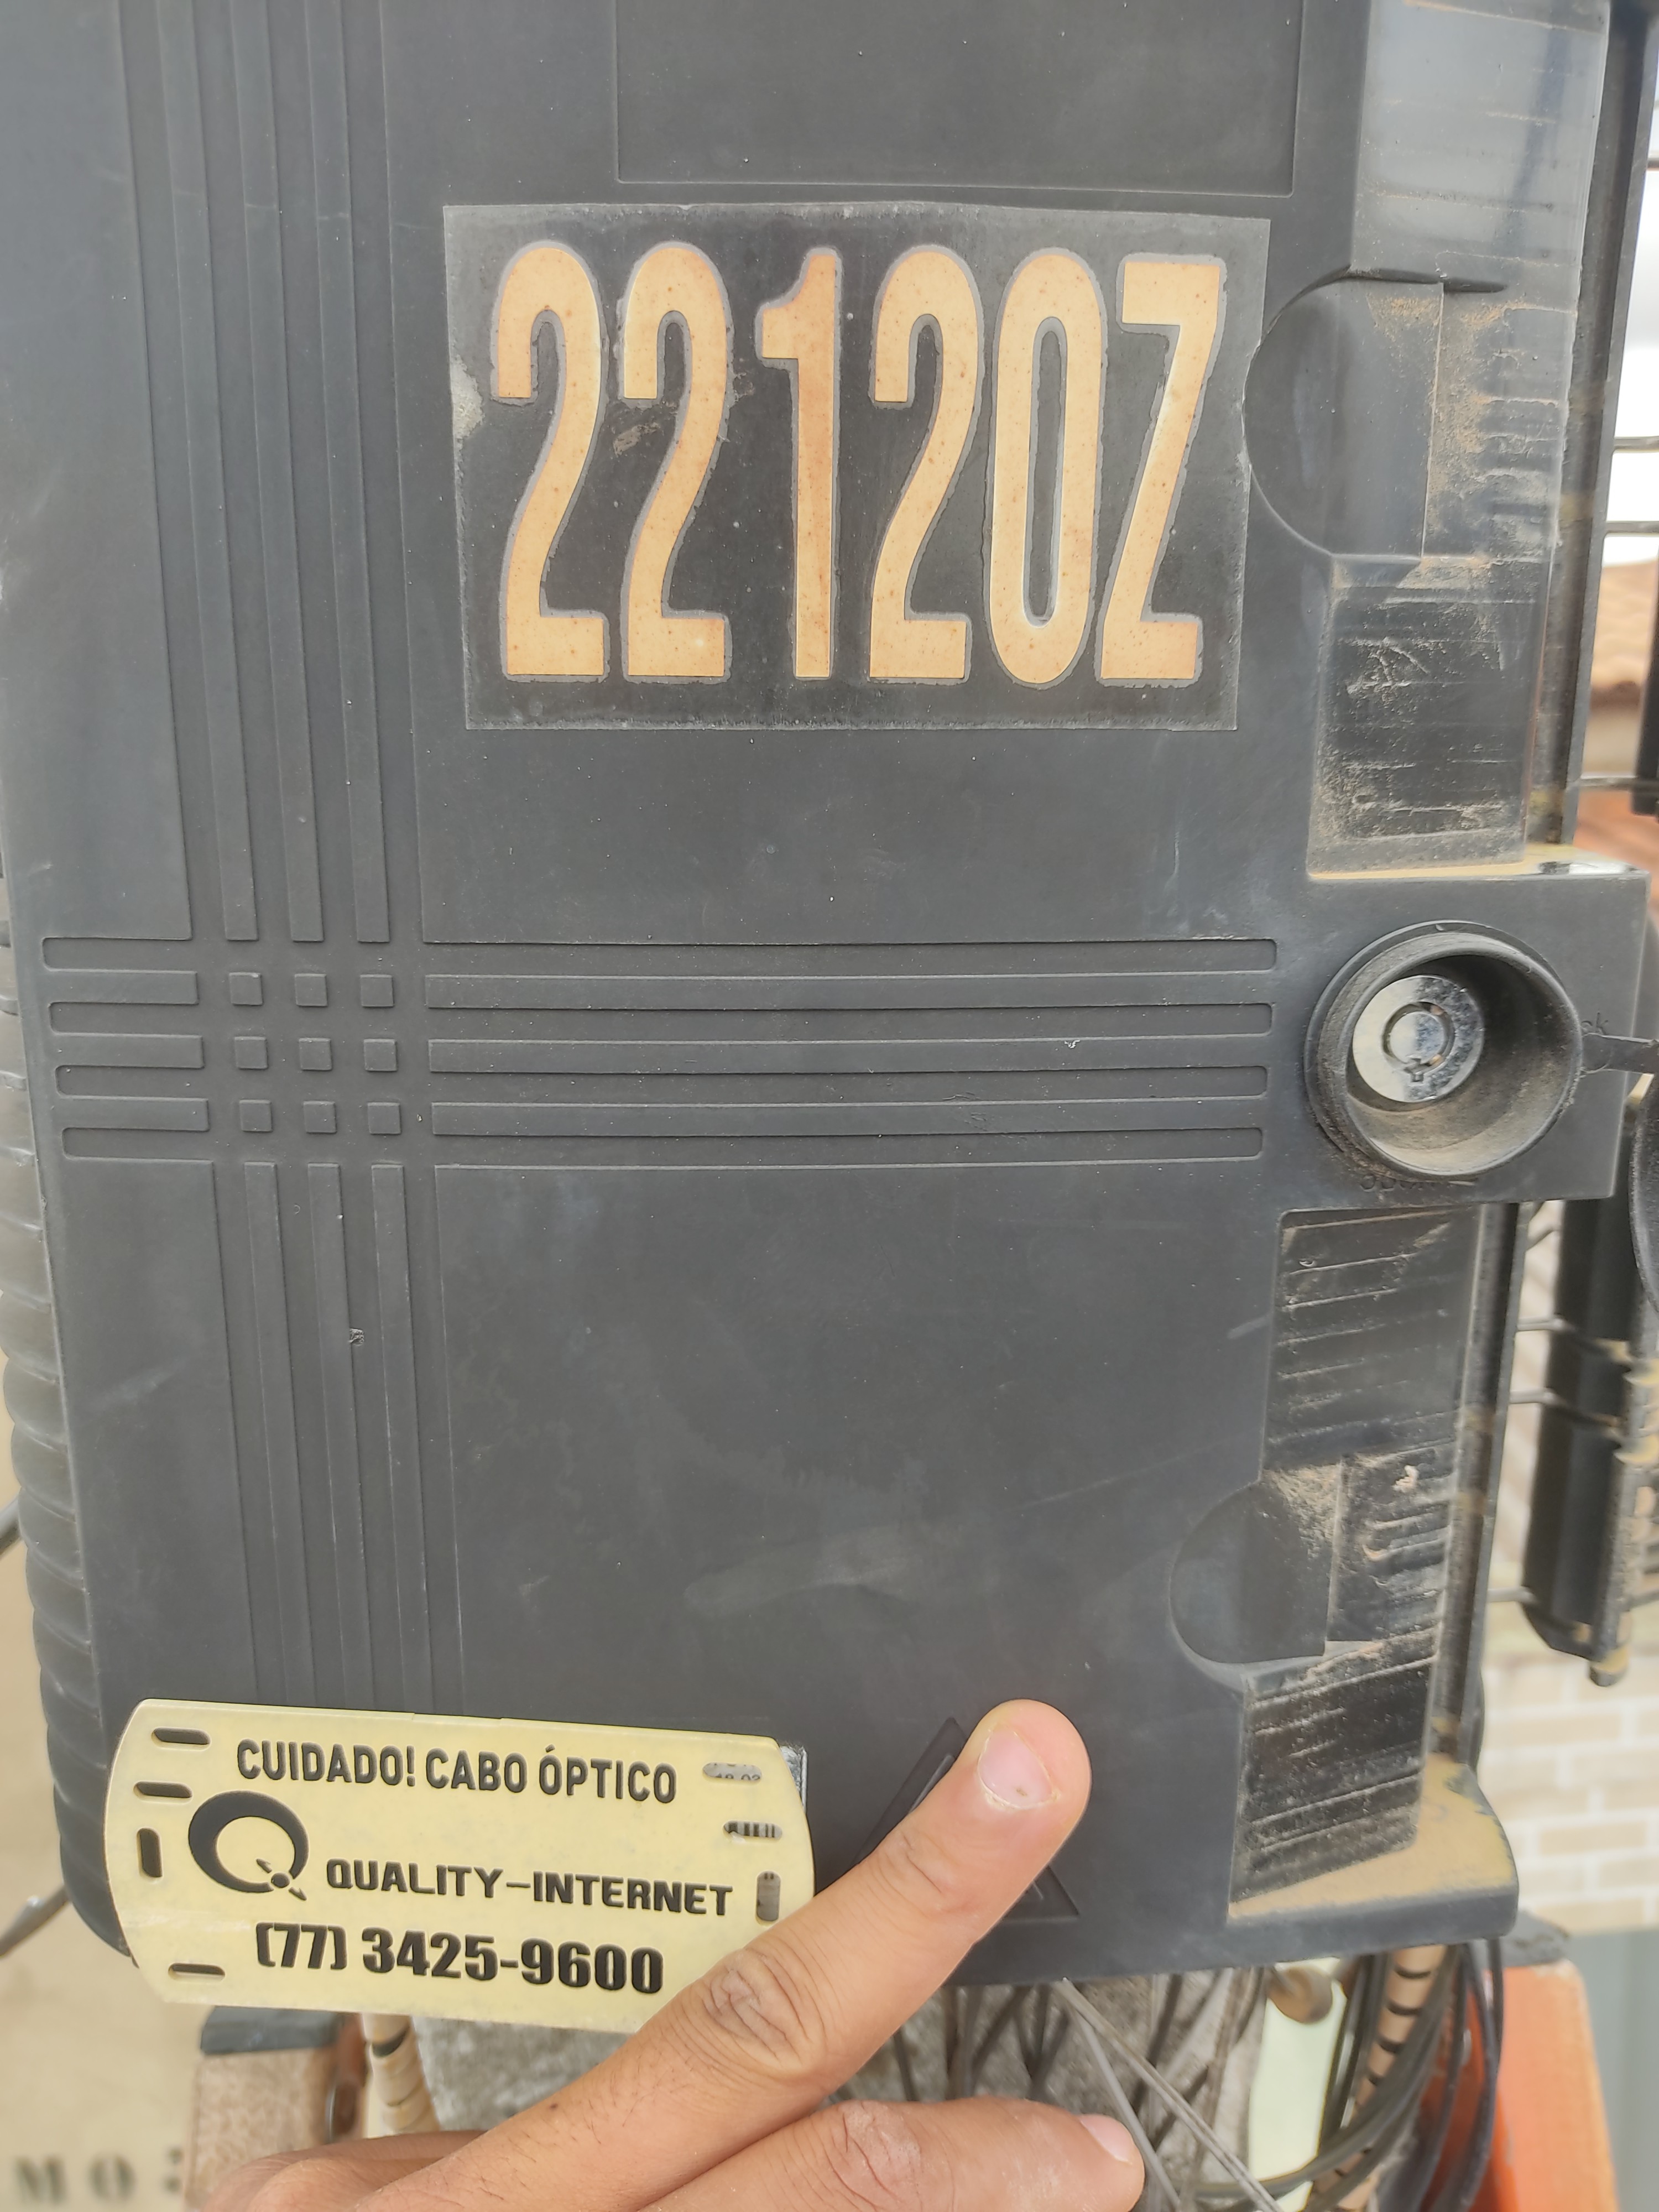 22120Z
CUIDADO! CABO ÓPTICO
QUALITY-INTERNET
(77) 3425-9600